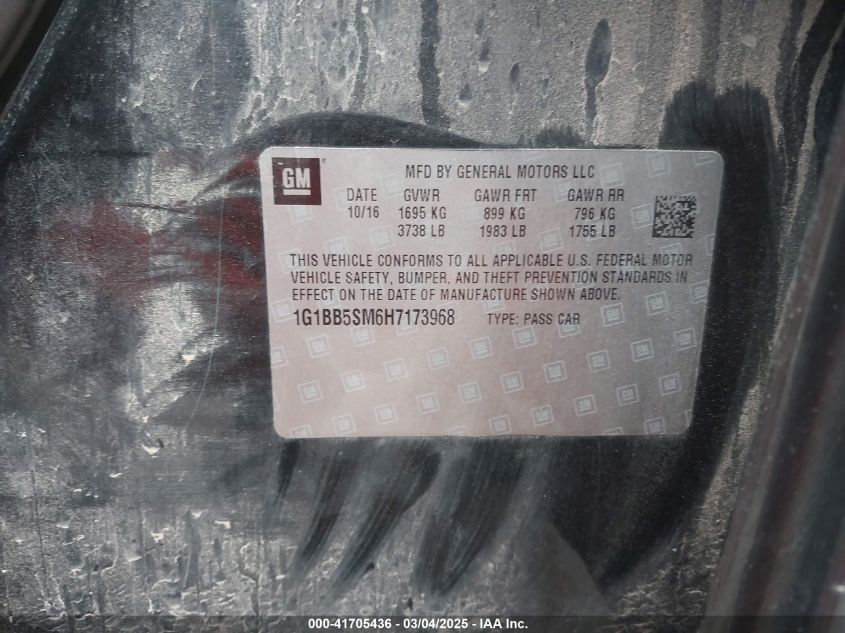 GM ®
MFD BY GENERAL MOTORS LLC
DATE GVWR GAWR FRT GAWR RR
10/16 1695 KG 899 KG 796 KG
3738 LB 1983 LB 1755 LB
THIS VEHICLE CONFORMS TO ALL APPLICABLE U.S. FEDERAL MOTOR
VEHICLE SAFETY, BUMPER, AND THEFT PREVENTION STANDARDS IN
EFFECT ON THE DATE OF MANUFACTURE SHOWN ABOVE.
1G1BB5SM6H7173968 TYPE: PASS CAR
000-41705436 - 03/04/2025 - IAA Inc.